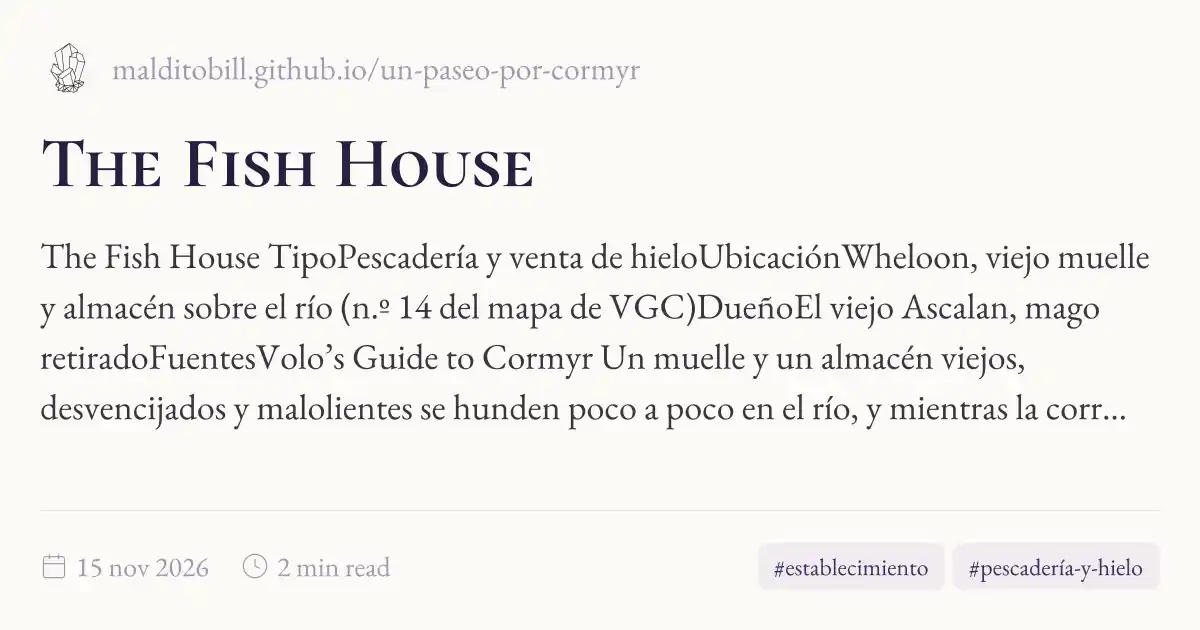 malditobill.github.io/un-paseo-por-cormyr
The Fish House
The Fish House TipoPescadería y venta de hieloUbicaciónWheloon, viejo muelle
y almacén sobre el río (n.º 14 del mapa de VGC)DueñoEl viejo Ascalan, mago
retiradoFuentesVolo’s Guide to Cormyr Un muelle y un almacén viejos,
desvencijados y malolientes se hunden poco a poco en el río, y mientras la corr...
15 nov 2026 2 min read #establecimiento #pescadería-y-hielo